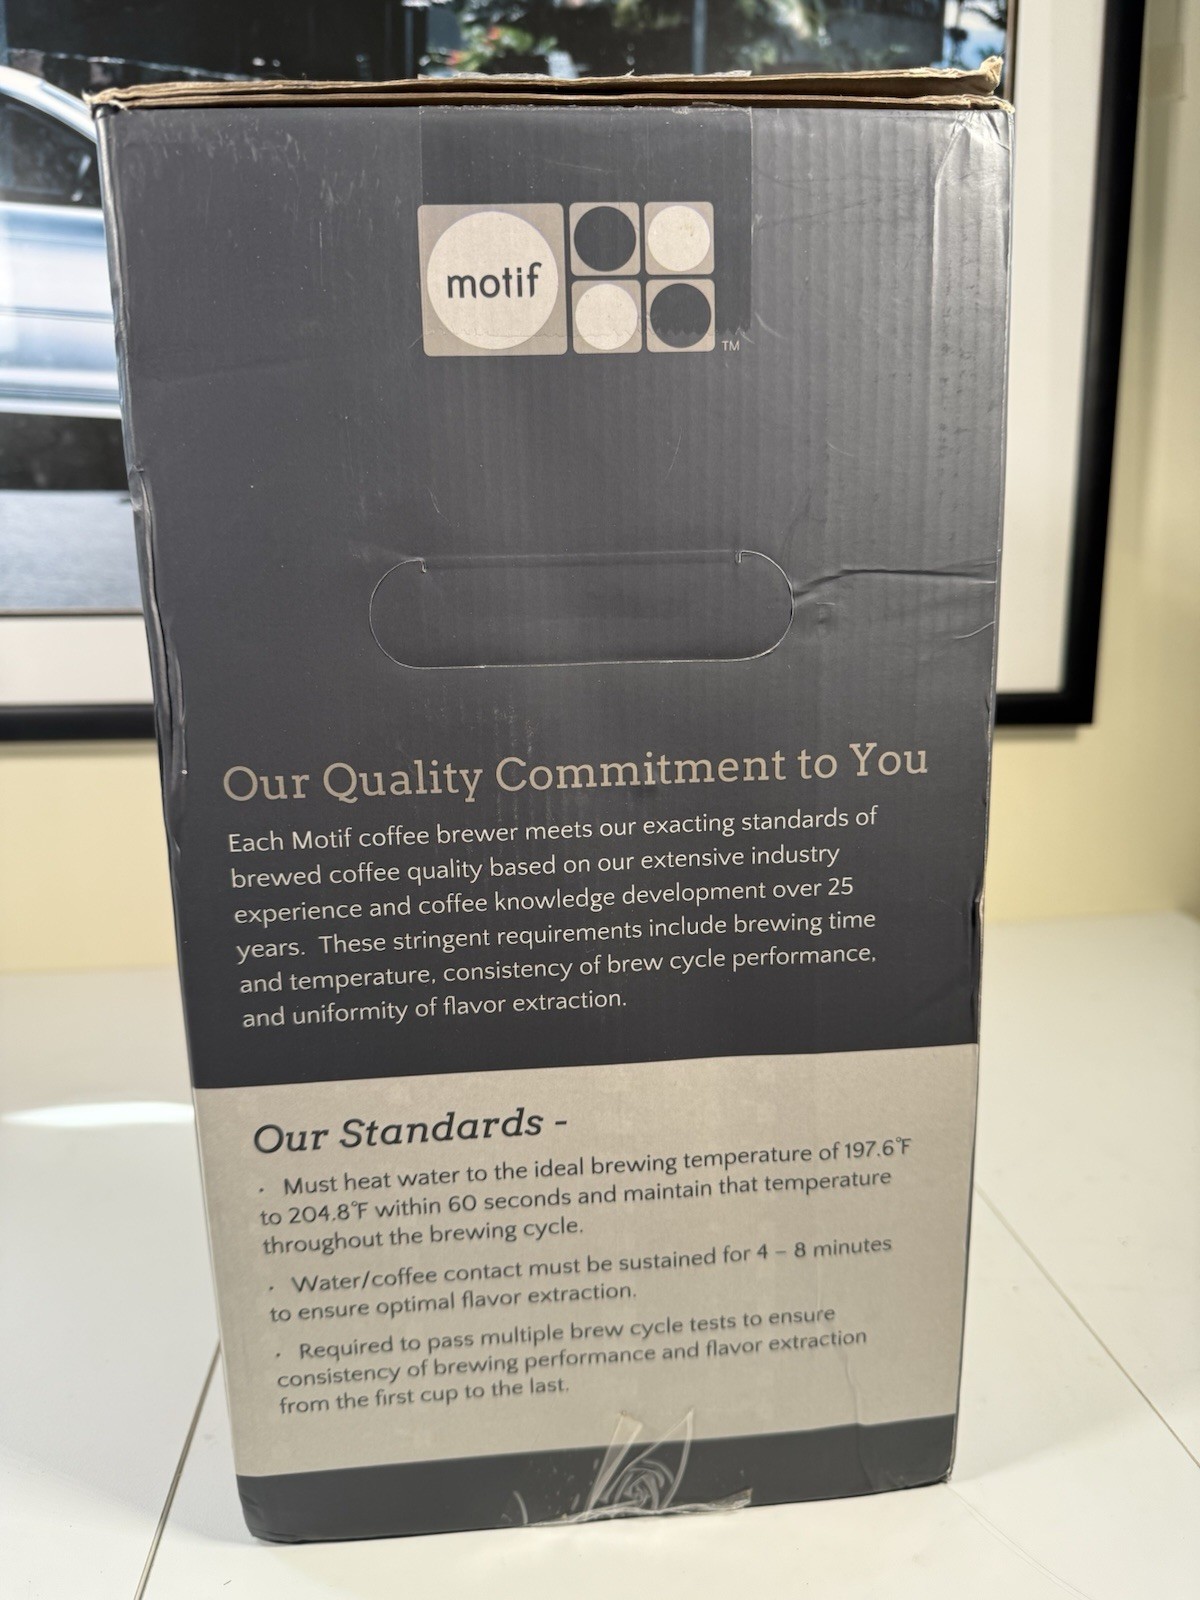 motif
TM
Our Quality Commitment to You
Each Motif coffee brewer meets our exacting standards of
brewed coffee quality based on our extensive industry
experience and coffee knowledge development over 25
years. These stringent requirements include brewing time
and temperature, consistency of brew cycle performance,
and uniformity of flavor extraction.
Our Standards -
· Must heat water to the ideal brewing temperature of 197.6°F
to 204.8°F within 60 seconds and maintain that temperature
throughout the brewing cycle.
· Water/coffee contact must be sustained for 4 – 8 minutes
to ensure optimal flavor extraction.
· Required to pass multiple brew cycle tests to ensure
consistency of brewing performance and flavor extraction
from the first cup to the last.